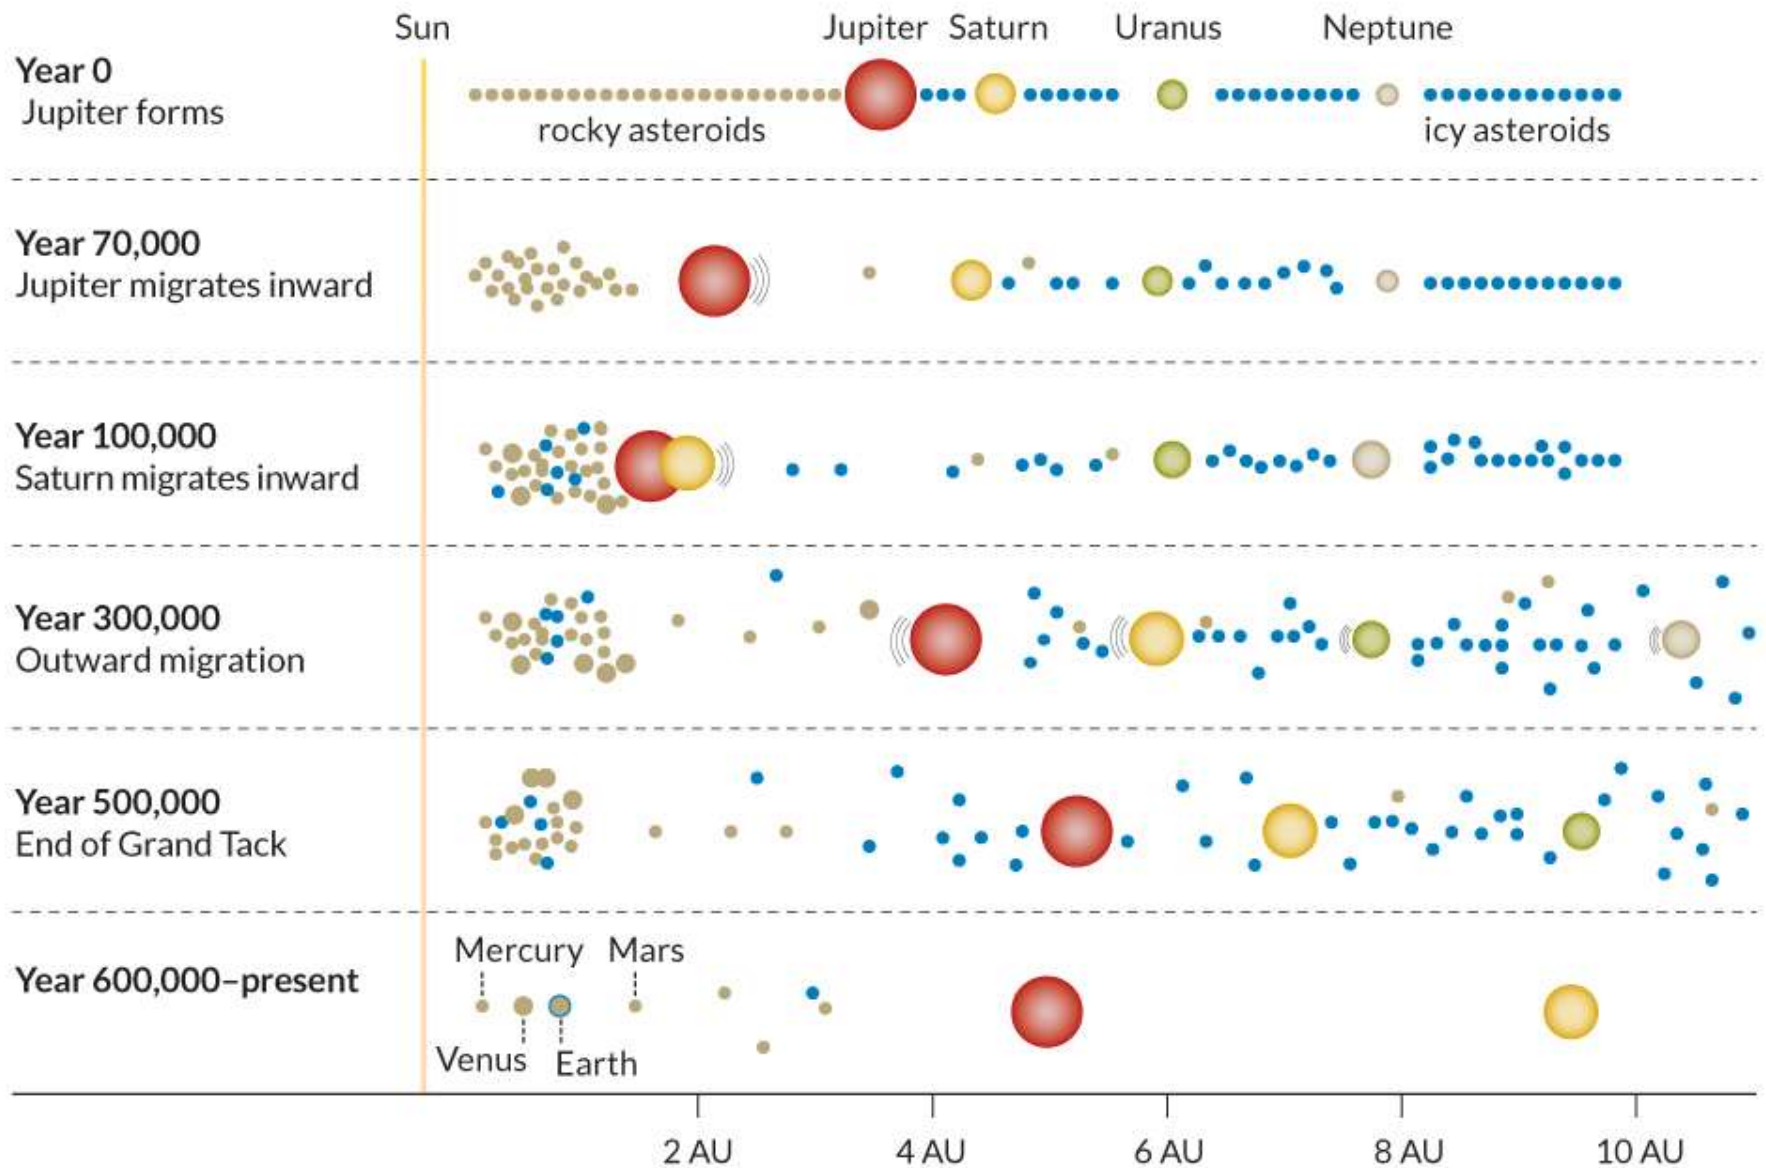 Sun
Jupiter
Saturn
Uranus
Neptune
Year 0
Jupiter forms
rocky asteroids
icy asteroids
Year 70,000
Jupiter migrates inward
Year 100,000
Saturn migrates inward
Year 300,000
Outward migration
Year 500,000
End of Grand Tack
Year 600,000–present
Mercury
Mars
Venus
Earth
2 AU
4 AU
6 AU
8 AU
10 AU